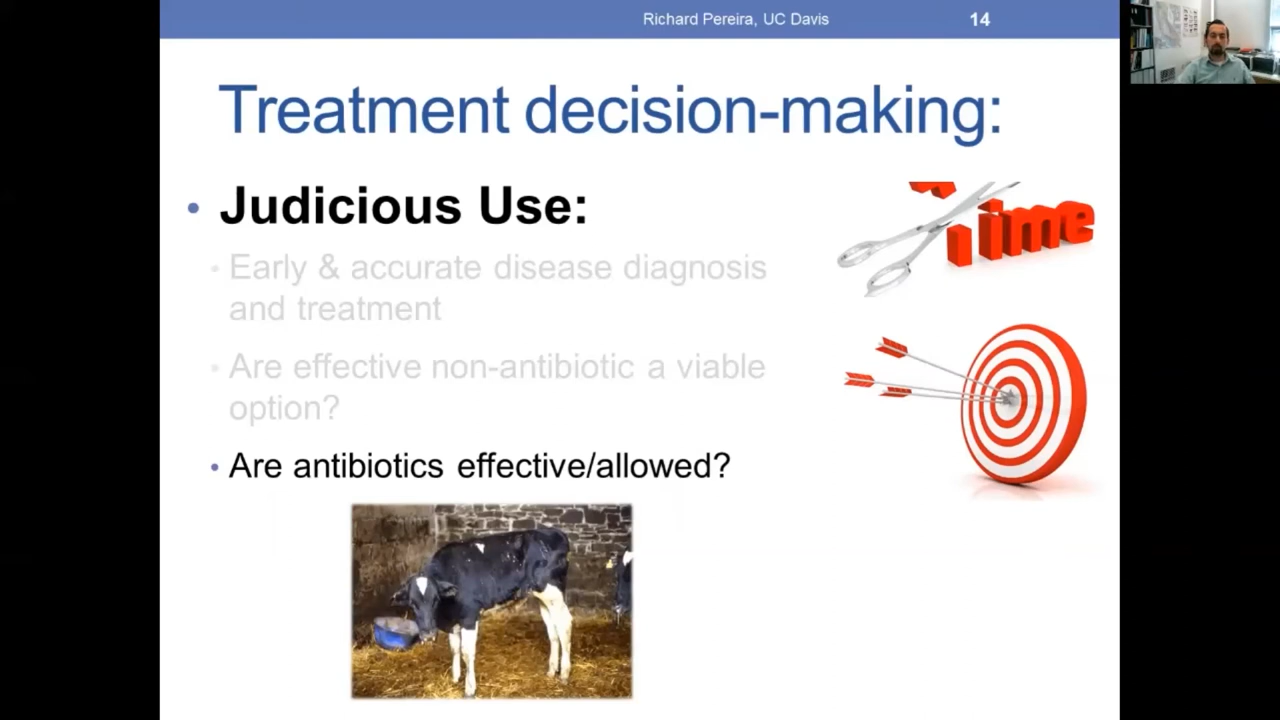 Richard Pereira, UC Davis
14
Treatment decision-making:
• Judicious Use:
• Early & accurate disease diagnosis
and treatment
• Are effective non-antibiotic a viable
option?
• Are antibiotics effective/allowed?
Time